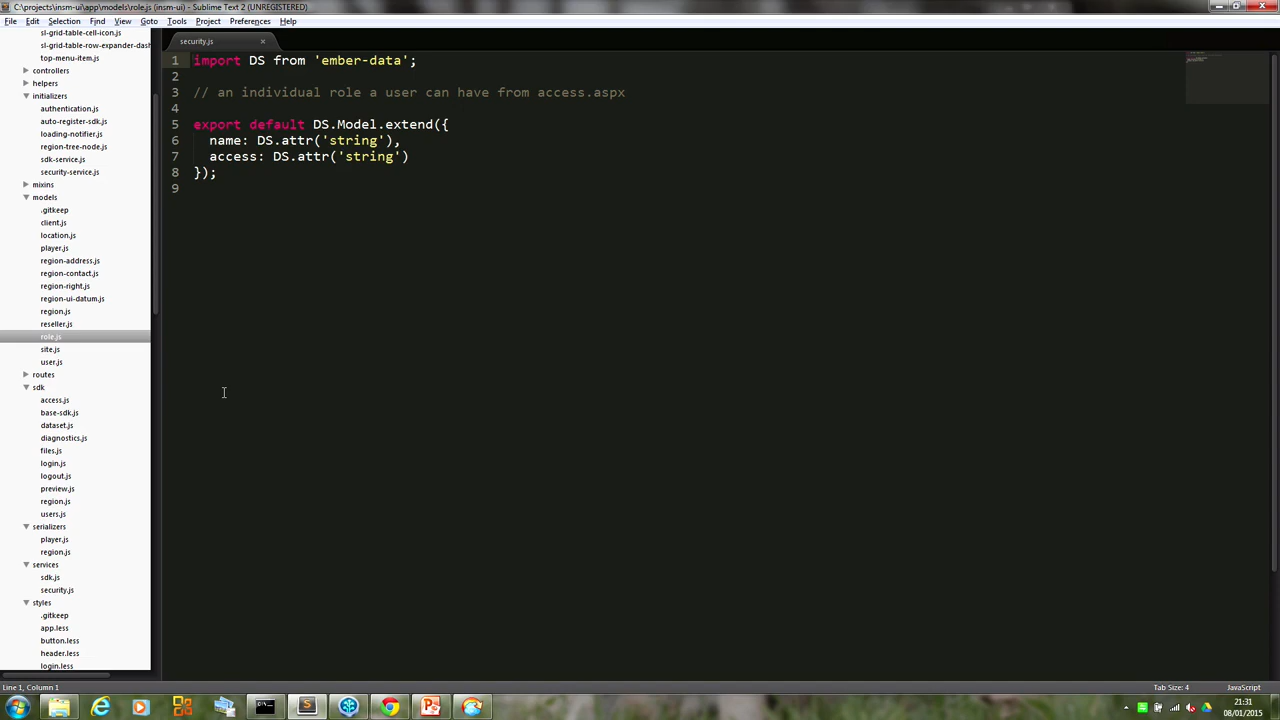 C:\projects\insm-ui\app\models\role.js (insm-ui) - Sublime Text 2 (UNREGISTERED)
File Edit Selection Find View Goto Tools Project Preferences Help
sl-grid-table-cell-icon.js
sl-grid-table-row-expander-dash
top-menu-item.js
controllers
helpers
initializers
authentication.js
auto-register-sdk.js
loading-notifier.js
region-tree-node.js
sdk-service.js
security-service.js
mixins
models
.gitkeep
client.js
location.js
player.js
region-address.js
region-contact.js
region-right.js
region-ui-datum.js
region.js
reseller.js
role.js
site.js
user.js
routes
sdk
access.js
base-sdk.js
dataset.js
diagnostics.js
files.js
login.js
logout.js
preview.js
region.js
users.js
serializers
player.js
region.js
services
sdk.js
security.js
styles
.gitkeep
app.less
button.less
header.less
login.less
security.js
1 import DS from 'ember-data';
2
3 // an individual role a user can have from access.aspx
4
5 export default DS.Model.extend({
6 name: DS.attr('string'),
7 access: DS.attr('string')
8 });
9
Line 1, Column 1
Tab Size: 4
JavaScript
21:31
08/01/2015